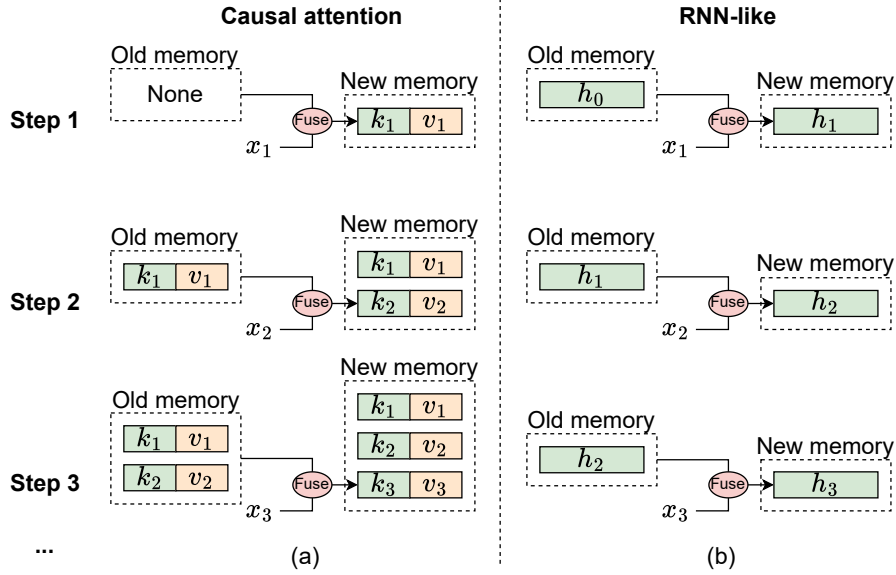 Causal attention
RNN-like
Step 1
Old memory
None
x1
Fuse
New memory
k1 v1
Old memory
h0
x1
Fuse
New memory
h1
Step 2
Old memory
k1 v1
x2
Fuse
New memory
k1 v1
k2 v2
Old memory
h1
x2
Fuse
New memory
h2
Step 3
Old memory
k1 v1
k2 v2
x3
Fuse
New memory
k1 v1
k2 v2
k3 v3
Old memory
h2
x3
Fuse
New memory
h3
...
(a)
(b)